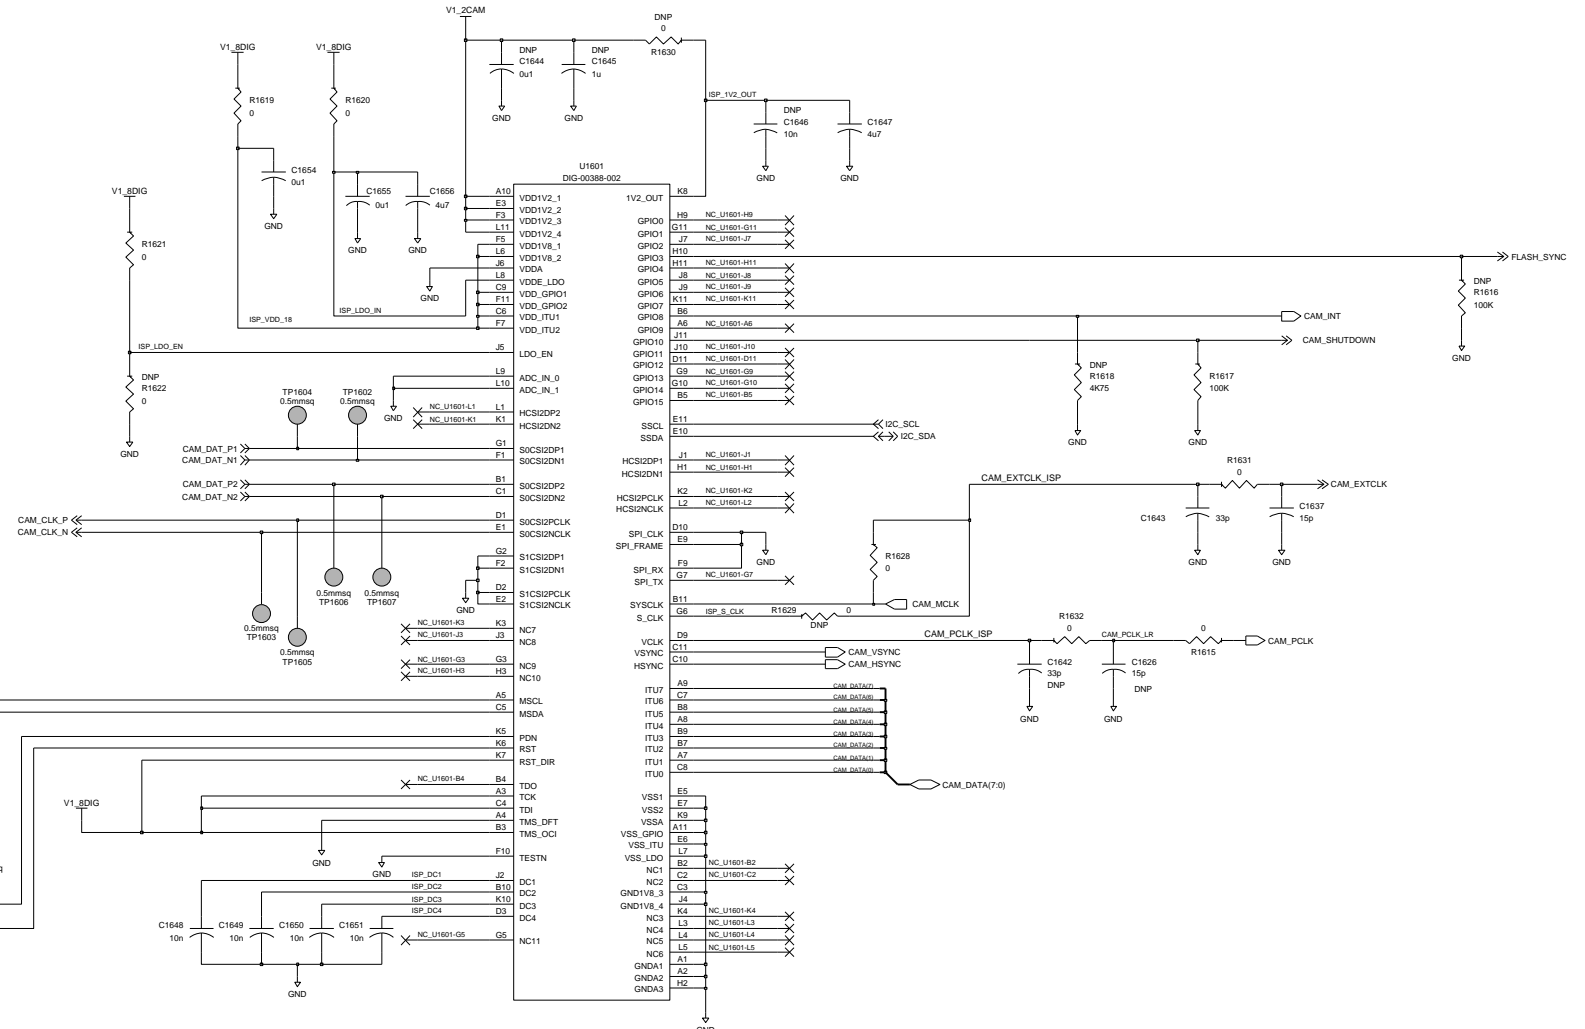 V1_2CAM
DNP
0
R1630
V1_8DIG
V1_8DIG
DNP
C1644
0u1
DNP
C1645
1u
R1619
0
R1620
0
ISP_1V2_OUT
GND
GND
DNP
C1646
10n
C1647
4u7
U1601
DIG-00388-002
C1654
0u1
GND
GND
V1_8DIG
C1655
0u1
C1656
4u7
GND
GND
GND
R1621
0
A10
VDD1V2_1
E3
VDD1V2_2
F3
VDD1V2_3
L11
VDD1V2_4
F5
VDD1V8_1
L6
VDD1V8_2
J6
VDDA
L8
VDDE_LDO
C9
VDD_GPIO1
F11
VDD_GPIO2
C6
VDD_ITU1
F7
VDD_ITU2
GND
ISP_LDO_IN
ISP_VDD_18
ISP_LDO_EN
J5
LDO_EN
DNP
R1622
0
GND
L9
ADC_IN_0
L10
ADC_IN_1
GND
TP1604
0.5mmsq
TP1602
0.5mmsq
NC_U1601-L1
L1
HCSI2DP2
NC_U1601-K1
K1
HCSI2DN2
CAM_DAT_P1
G1
S0CSI2DP1
CAM_DAT_N1
F1
S0CSI2DN1
CAM_DAT_P2
B1
S0CSI2DP2
CAM_DAT_N2
C1
S0CSI2DN2
CAM_CLK_P
D1
S0CSI2PCLK
CAM_CLK_N
E1
S0CSI2NCLK
G2
S1CSI2DP1
F2
S1CSI2DN1
D2
S1CSI2PCLK
E2
S1CSI2NCLK
GND
0.5mmsq
TP1606
0.5mmsq
TP1607
0.5mmsq
TP1603
0.5mmsq
TP1605
NC_U1601-K3
K3
NC7
NC_U1601-J3
J3
NC8
NC_U1601-G3
G3
NC9
NC_U1601-H3
H3
NC10
A5
MSCL
C5
MSDA
K5
PDN
K6
RST
K7
RST_DIR
NC_U1601-B4
B4
TDO
A3
TCK
C4
TDI
A4
TMS_DFT
B3
TMS_OCI
V1_8DIG
GND
F10
TESTN
GND
ISP_DC1
J2
DC1
ISP_DC2
B10
DC2
ISP_DC3
K10
DC3
ISP_DC4
D3
DC4
C1648
10n
C1649
10n
C1650
10n
C1651
10n
NC_U1601-G5
G5
NC11
GND
1V2_OUT
K8
GPIO0
H9
NC_U1601-H9
GPIO1
G11
NC_U1601-G11
GPIO2
J7
NC_U1601-J7
GPIO3
H10
FLASH_SYNC
GPIO4
H11
NC_U1601-H11
GPIO5
J8
NC_U1601-J8
GPIO6
J9
NC_U1601-J9
GPIO7
K11
NC_U1601-K11
GPIO8
B6
CAM_INT
GPIO9
A6
NC_U1601-A6
GPIO10
J11
CAM_SHUTDOWN
GPIO11
J10
NC_U1601-J10
GPIO12
D11
NC_U1601-D11
GPIO13
G9
NC_U1601-G9
GPIO14
G10
NC_U1601-G10
GPIO15
B5
NC_U1601-B5
DNP
R1616
100K
GND
DNP
R1618
4K75
GND
R1617
100K
GND
SSCL
E11
I2C_SCL
SSDA
E10
I2C_SDA
HCSI2DP1
J1
NC_U1601-J1
HCSI2DN1
H1
NC_U1601-H1
HCSI2PCLK
K2
NC_U1601-K2
HCSI2NCLK
L2
NC_U1601-L2
SPI_CLK
D10
SPI_FRAME
E9
SPI_RX
F9
SPI_TX
G7
NC_U1601-G7
GND
CAM_EXTCLK_ISP
R1631
0
CAM_EXTCLK
C1643
33p
C1637
15p
GND
GND
R1628
0
SYSCLK
B11
CAM_MCLK
S_CLK
G6
ISP_S_CLK
R1629
0
DNP
VCLK
D9
CAM_PCLK_ISP
R1632
0
CAM_PCLK_LR
0
R1615
CAM_PCLK
VSYNC
C11
CAM_VSYNC
HSYNC
C10
CAM_HSYNC
C1642
33p
DNP
C1626
15p
DNP
GND
GND
ITU7
A9
CAM_DATA(7)
ITU6
C7
CAM_DATA(6)
ITU5
B8
CAM_DATA(5)
ITU4
A8
CAM_DATA(4)
ITU3
B9
CAM_DATA(3)
ITU2
B7
CAM_DATA(2)
ITU1
A7
CAM_DATA(1)
ITU0
C8
CAM_DATA(0)
CAM_DATA(7:0)
VSS1
E5
VSS2
E7
VSSA
K9
VSS_GPIO
A11
VSS_ITU
E6
VSS_LDO
L7
NC1
B2
NC_U1601-B2
NC2
C2
NC_U1601-C2
GND1V8_3
C3
GND1V8_4
J4
NC3
K4
NC_U1601-K4
NC4
L3
NC_U1601-L3
NC5
L4
NC_U1601-L4
NC6
L5
NC_U1601-L5
GNDA1
A1
GNDA2
A2
GNDA3
H2